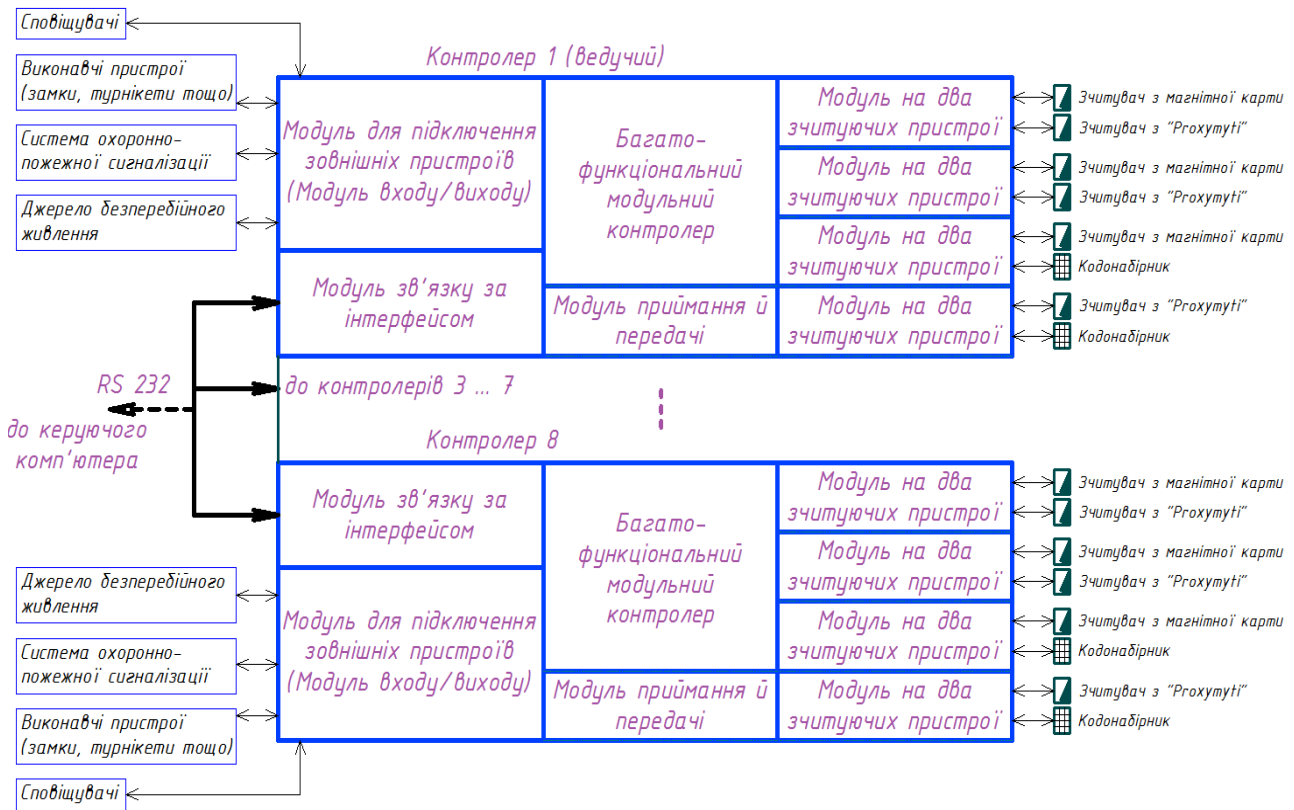 Сповіщувачі
Виконавчі пристрої
(замки, турнікети тощо)
Система охоронно-
пожежної сигналізації
Джерело безперебійного
живлення
Контролер 1 (ведучий)
Модуль для підключення
зовнішніх пристроїв
(Модуль входу/виходу)
Модуль зв'язку за
інтерфейсом
Багато-
функціональний
модульний
контролер
Модуль приймання й
передачі
Модуль на два
зчитуючих пристрої
Модуль на два
зчитуючих пристрої
Модуль на два
зчитуючих пристрої
Модуль на два
зчитуючих пристрої
Зчитувач з магнітної карти
Зчитувач з "Proxymyti"
Зчитувач з магнітної карти
Зчитувач з "Proxymyti"
Зчитувач з магнітної карти
Кодонабірник
Зчитувач з "Proxymyti"
Кодонабірник
RS 232
до керуючого
комп'ютера
до контролерів 3 ... 7
Контролер 8
Модуль зв'язку за
інтерфейсом
Модуль для підключення
зовнішніх пристроїв
(Модуль входу/виходу)
Багато-
функціональний
модульний
контролер
Модуль приймання й
передачі
Модуль на два
зчитуючих пристрої
Модуль на два
зчитуючих пристрої
Модуль на два
зчитуючих пристрої
Модуль на два
зчитуючих пристрої
Зчитувач з магнітної карти
Зчитувач з "Proxymyti"
Зчитувач з магнітної карти
Зчитувач з "Proxymyti"
Зчитувач з магнітної карти
Кодонабірник
Зчитувач з "Proxymyti"
Кодонабірник
Джерело безперебійного
живлення
Система охоронно-
пожежної сигналізації
Виконавчі пристрої
(замки, турнікети тощо)
Сповіщувачі